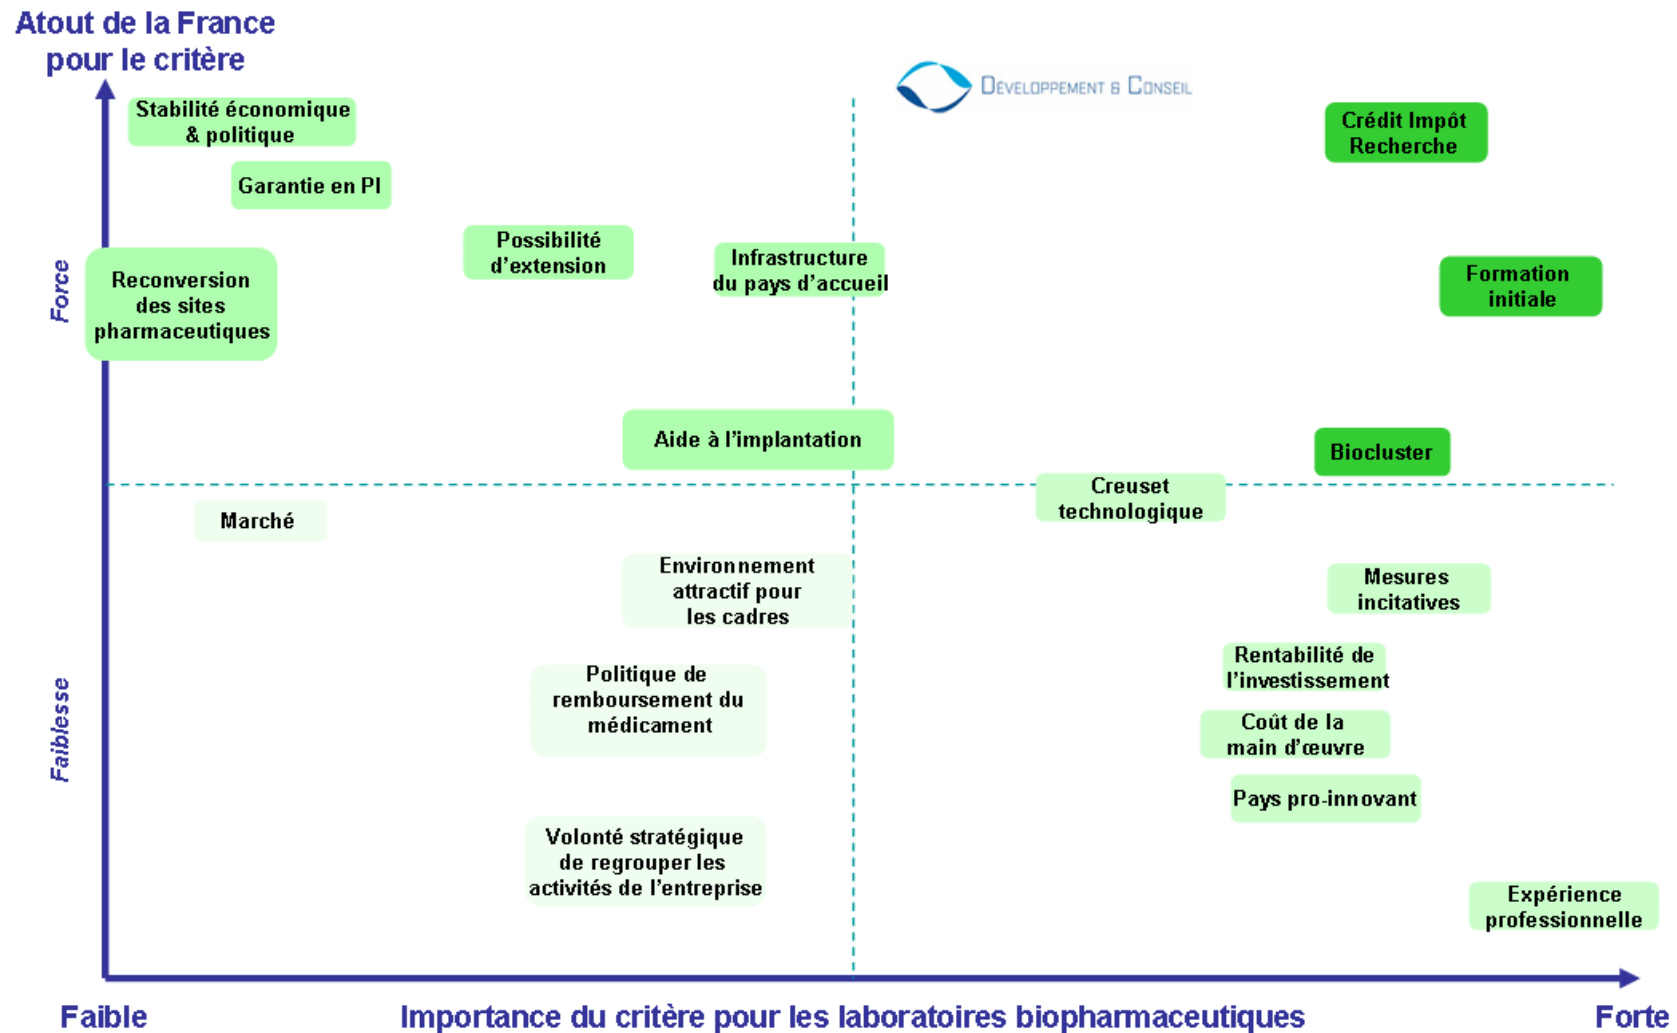 Atout de la France
pour le critère
DÉVELOPPEMENT & CONSEIL
Stabilité économique
& politique
Crédit Impôt
Recherche
Garantie en PI
Possibilité
d'extension
Infrastructure
du pays d'accueil
Force
Reconversion
des sites
pharmaceutiques
Formation
initiale
Aide à l'implantation
Biocluster
Creuset
technologique
Marché
Environnement
attractif pour
les cadres
Mesures
incitatives
Rentabilité de
l'investissement
Faiblesse
Politique de
remboursement du
médicament
Coût de la
main d'œuvre
Pays pro-innovant
Volonté stratégique
de regrouper les
activités de l'entreprise
Expérience
professionnelle
Faible
Importance du critère pour les laboratoires biopharmaceutiques
Forte